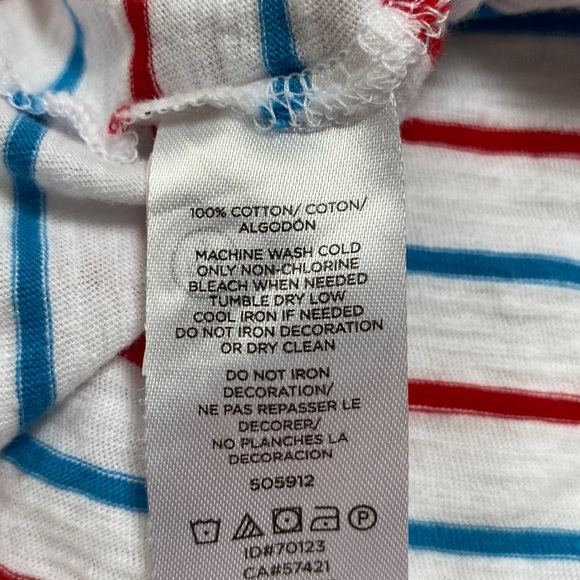 100% COTTON/ COTON/
ALGODÓN
MACHINE WASH COLD
ONLY NON-CHLORINE
BLEACH WHEN NEEDED
TUMBLE DRY LOW
COOL IRON IF NEEDED
DO NOT IRON DECORATION
OR DRY CLEAN
DO NOT IRON
DECORATION/
NE PAS REPASSER LE
DECORER/
NO PLANCHES LA
DECORACION
505912
ID#70123
CA#57421